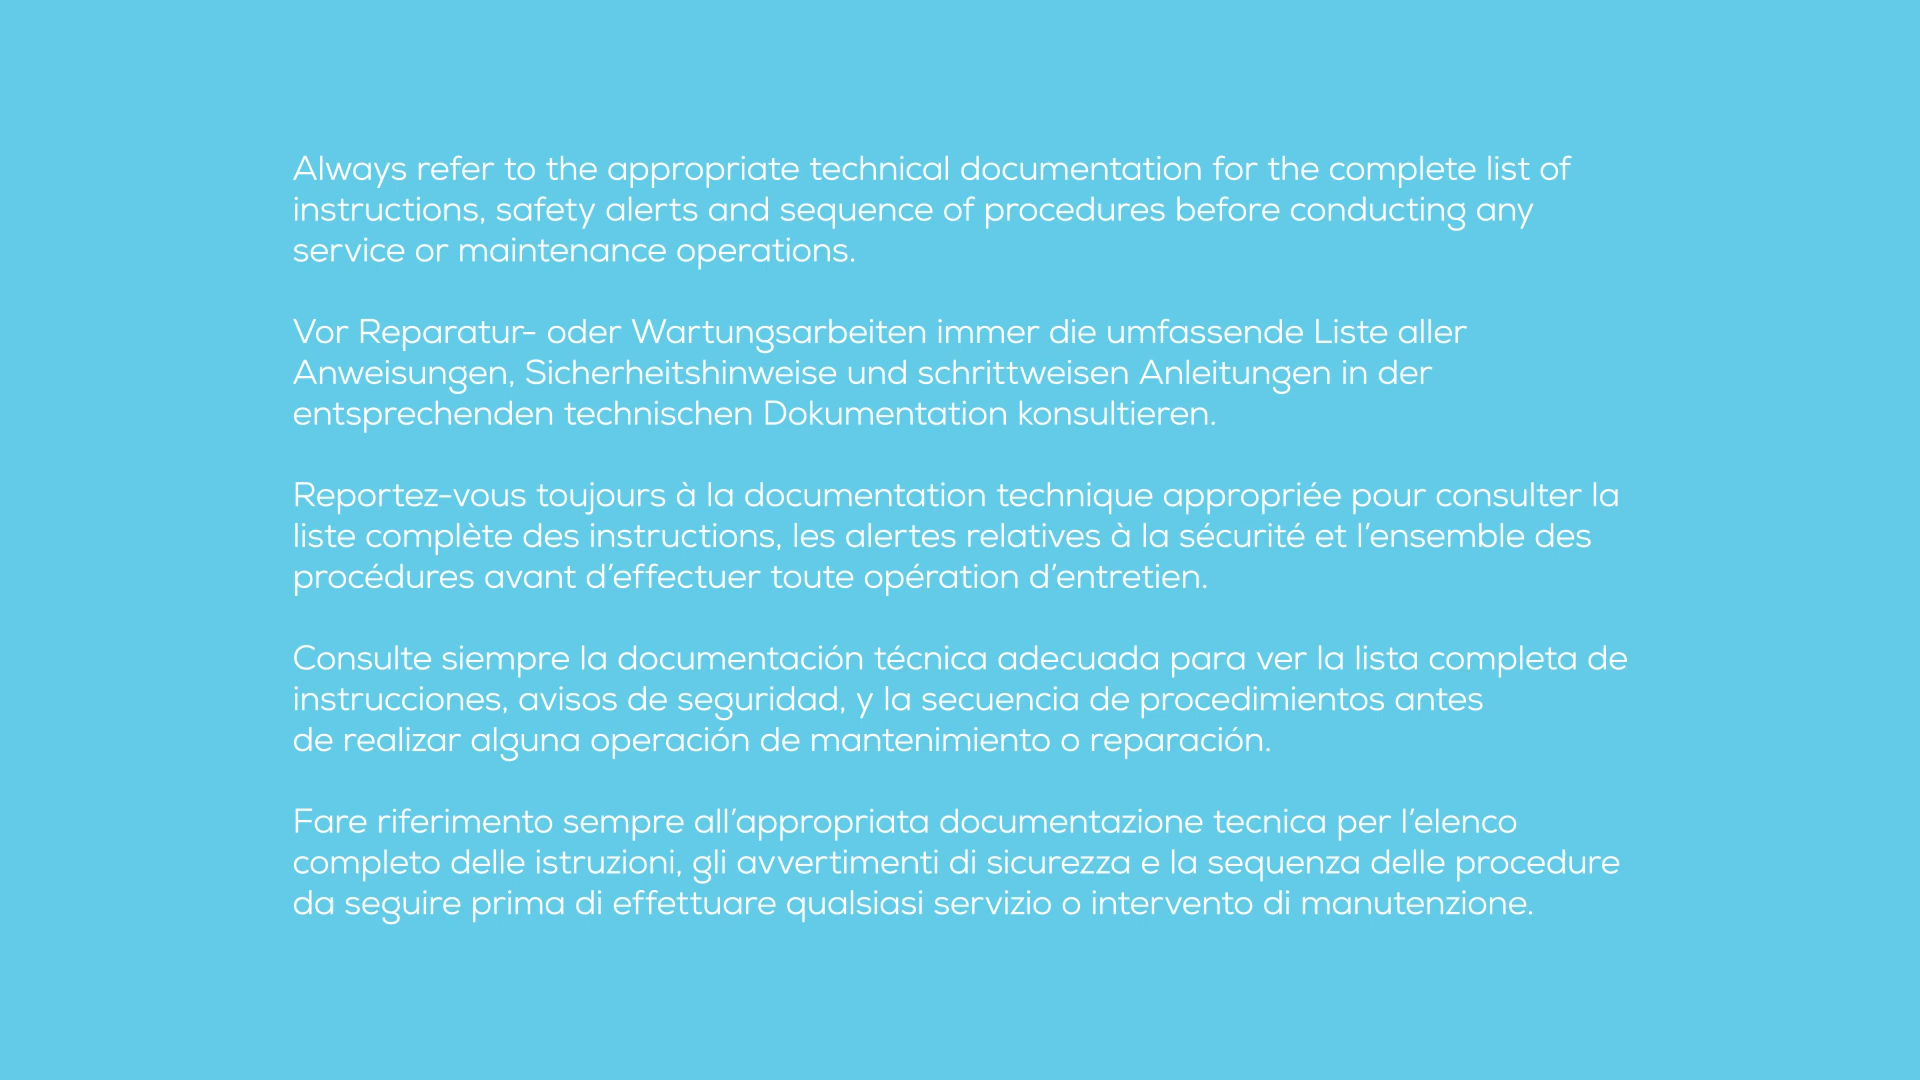 Always refer to the appropriate technical documentation for the complete list of
instructions, safety alerts and sequence of procedures before conducting any
service or maintenance operations.
Vor Reparatur- oder Wartungsarbeiten immer die umfassende Liste aller
Anweisungen, Sicherheitshinweise und schrittweisen Anleitungen in der
entsprechenden technischen Dokumentation konsultieren.
Reportez-vous toujours à la documentation technique appropriée pour consulter la
liste complète des instructions, les alertes relatives à la sécurité et l’ensemble des
procédures avant d’effectuer toute opération d’entretien.
Consulte siempre la documentación técnica adecuada para ver la lista completa de
instrucciones, avisos de seguridad, y la secuencia de procedimientos antes
de realizar alguna operación de mantenimiento o reparación.
Fare riferimento sempre all’appropriata documentazione tecnica per l’elenco
completo delle istruzioni, gli avvertimenti di sicurezza e la sequenza delle procedure
da seguire prima di effettuare qualsiasi servizio o intervento di manutenzione.